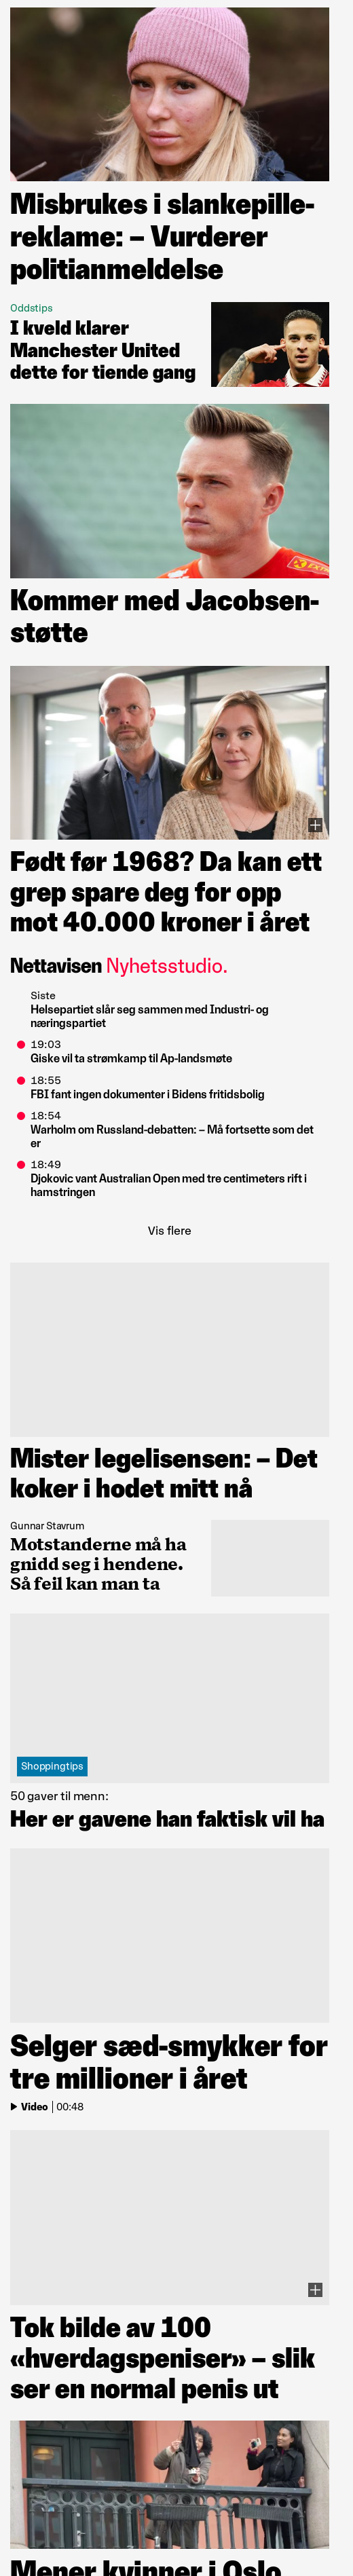 Misbrukes i slankepille-
reklame: – Vurderer
politianmeldelse
Oddstips
I kveld klarer
Manchester United
dette for tiende gang
Kommer med Jacobsen-
støtte
Født før 1968? Da kan ett
grep spare deg for opp
mot 40.000 kroner i året
Nettavisen Nyhetsstudio.
Siste
Helsepartiet slår seg sammen med Industri- og
næringspartiet
19:03
Giske vil ta strømkamp til Ap-landsmøte
18:55
FBI fant ingen dokumenter i Bidens fritidsbolig
18:54
Warholm om Russland-debatten: – Må fortsette som det
er
18:49
Djokovic vant Australian Open med tre centimeters rift i
hamstringen
Vis flere
Mister legelisensen: – Det
koker i hodet mitt nå
Gunnar Stavrum
Motstanderne må ha
gnidd seg i hendene.
Så feil kan man ta
Shoppingtips
50 gaver til menn:
Her er gavene han faktisk vil ha
Selger sæd-smykker for
tre millioner i året
Video 00:48
Tok bilde av 100
«hverdagspeniser» – slik
ser en normal penis ut
Mener kvinner i Oslo